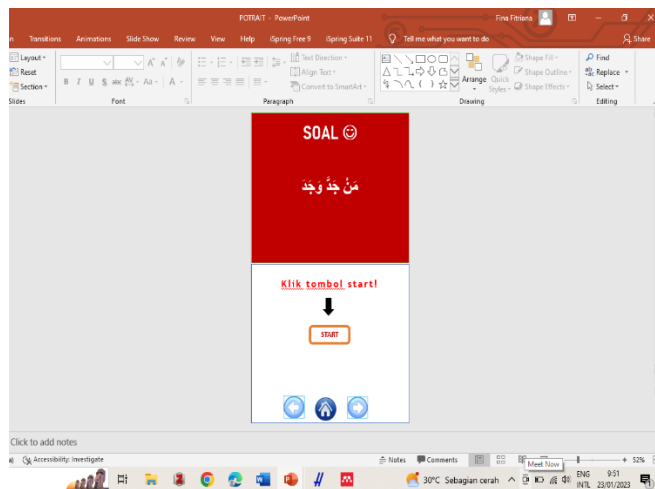 POTRAIT - PowerPoint
Fina Fitriana
Transitions Animations Slide Show Review View Help iSpring Free 9 iSpring Suite 11 Tell me what you want to do Share
Layout
Reset
Section
Slides
B I U S abc Aa A
Font
Text Direction
Align Text
Convert to SmartArt
Paragraph
Arrange
Quick
Styles
Shape Fill
Shape Outline
Shape Effects
Drawing
Find
Replace
Select
Editing
SOAL
مَنْ جَدَّ وَجَدَ
Klik tombol start!
START
Click to add notes
Accessibility: Investigate
Notes Comments
52%
Meet Now
30°C Sebagian cerah
ENG
INTL
9:51
23/01/2023